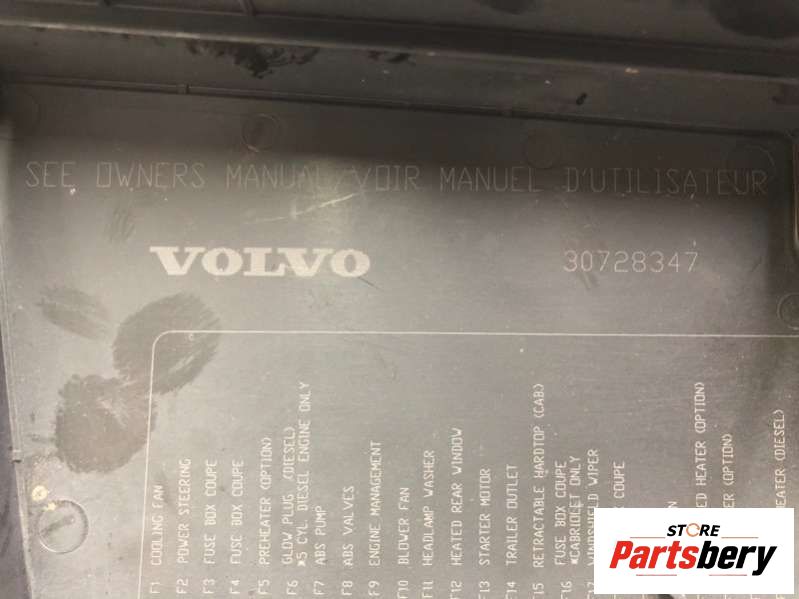 SEE OWNERS MANUAL/VOIR MANUEL D'UTILISATEUR
VOLVO
30728347
F1 COOLING FAN
F2 POWER STEERING
F3 FUSE BOX COUPE
F4 FUSE BOX COUPE
F5 PREHEATER (OPTION)
F6 GLOW PLUG (DIESEL)
*5 CYL. DIESEL ENGINE ONLY
F7 ABS PUMP
F8 ABS VALVES
F9 ENGINE MANAGEMENT
F10 BLOWER FAN
F11 HEADLAMP WASHER
F12 HEATED REAR WINDOW
F13 STARTER MOTOR
F14 TRAILER OUTLET
F15 RETRACTABLE HARDTOP (CAB.)
F16 FUSE BOX COUPE
*CABRIOLET ONLY
F17 WINDSHIELD WIPER
COUPE
HEATER (OPTION)
(OPTION)
(DIESEL)
STORE
Partsbery